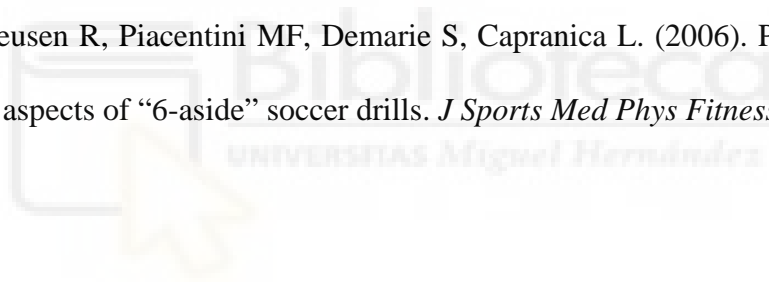 eusen R, Piacentini MF, Demarie S, Capranica L. (2006). P
aspects of “6-aside” soccer drills. J Sports Med Phys Fitness
Biblioteca
UNIVERSITAS Miguel Hernández